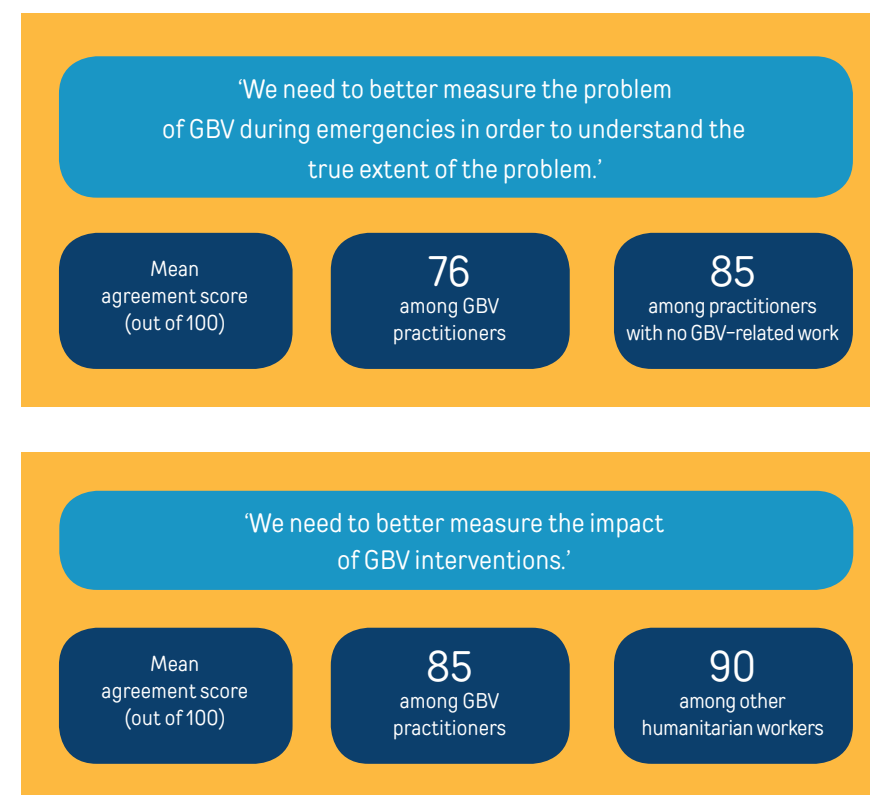 ‘We need to better measure the problem
of GBV during emergencies in order to understand the
true extent of the problem.’
Mean
agreement score
(out of 100)
76
among GBV
practitioners
85
among practitioners
with no GBV-related work
‘We need to better measure the impact
of GBV interventions.’
Mean
agreement score
(out of 100)
85
among GBV
practitioners
90
among other
humanitarian workers